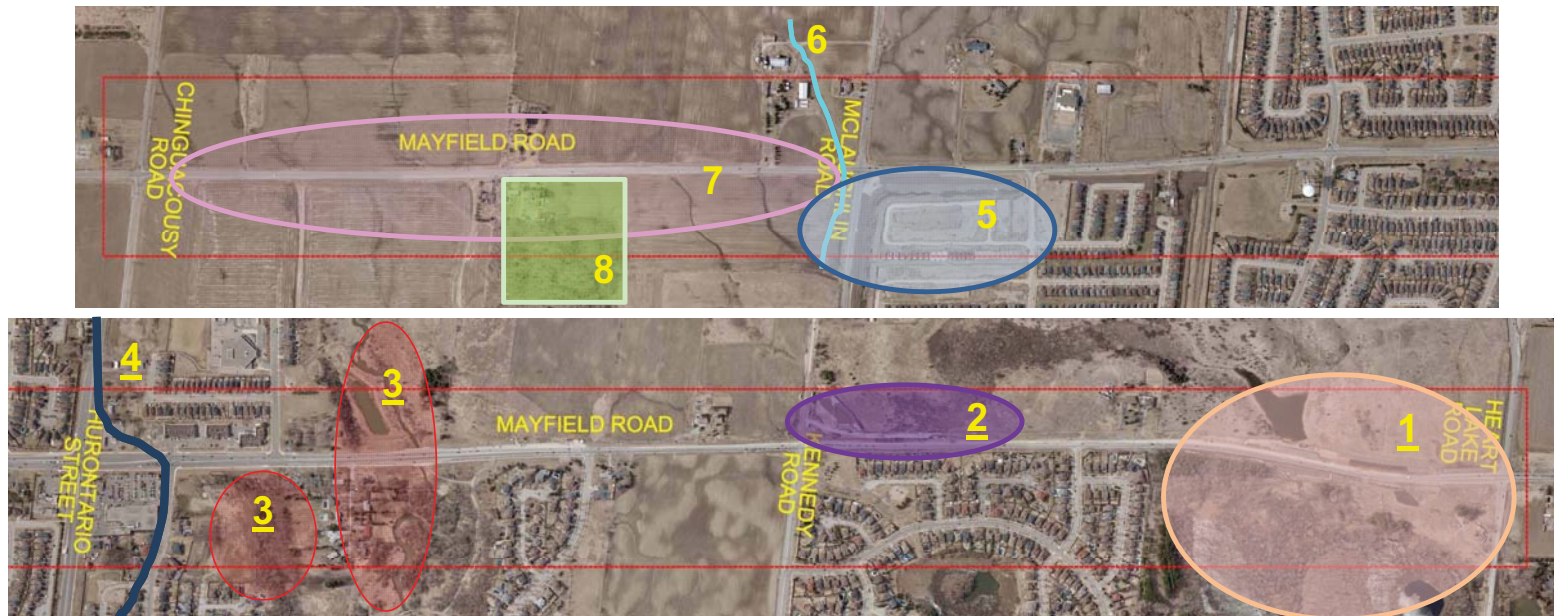 6
CHINGUACOUSY
ROAD
MAYFIELD ROAD
MCLAUGHLIN
ROAD
7
5
8
4
3
HURONTARIO
STREET
3
MAYFIELD ROAD
2
KENNEDY
ROAD
1
HEART
LAKE
ROAD